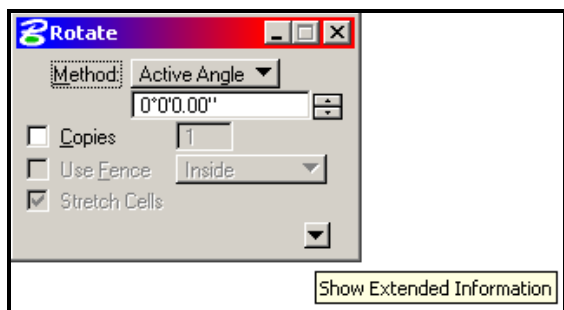 Rotate
Method: Active Angle
0°0'0.00"
Copies 1
Use Fence Inside
Stretch Cells
Show Extended Information